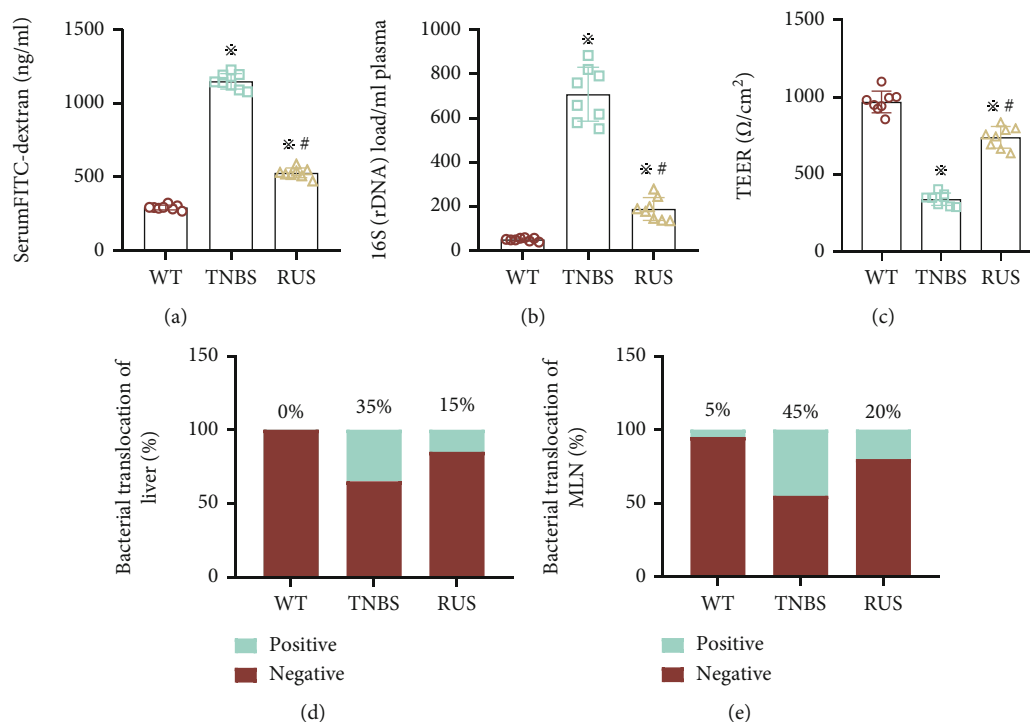 SerumFITC-dextran (ng/ml)
1500
1000
500
0
※
※ #
WT TNBS RUS
(a)
16S (rDNA) load/ml plasma
1000
800
600
400
200
0
※
※ #
WT TNBS RUS
(b)
TEER (Ω/cm2)
1500
1000
500
0
※
※ #
WT TNBS RUS
(c)
Bacterial translocation of
liver (%)
150
100
50
0
0% 35% 15%
WT TNBS RUS
Positive
Negative
(d)
Bacterial translocation of
MLN (%)
150
100
50
0
5% 45% 20%
WT TNBS RUS
Positive
Negative
(e)